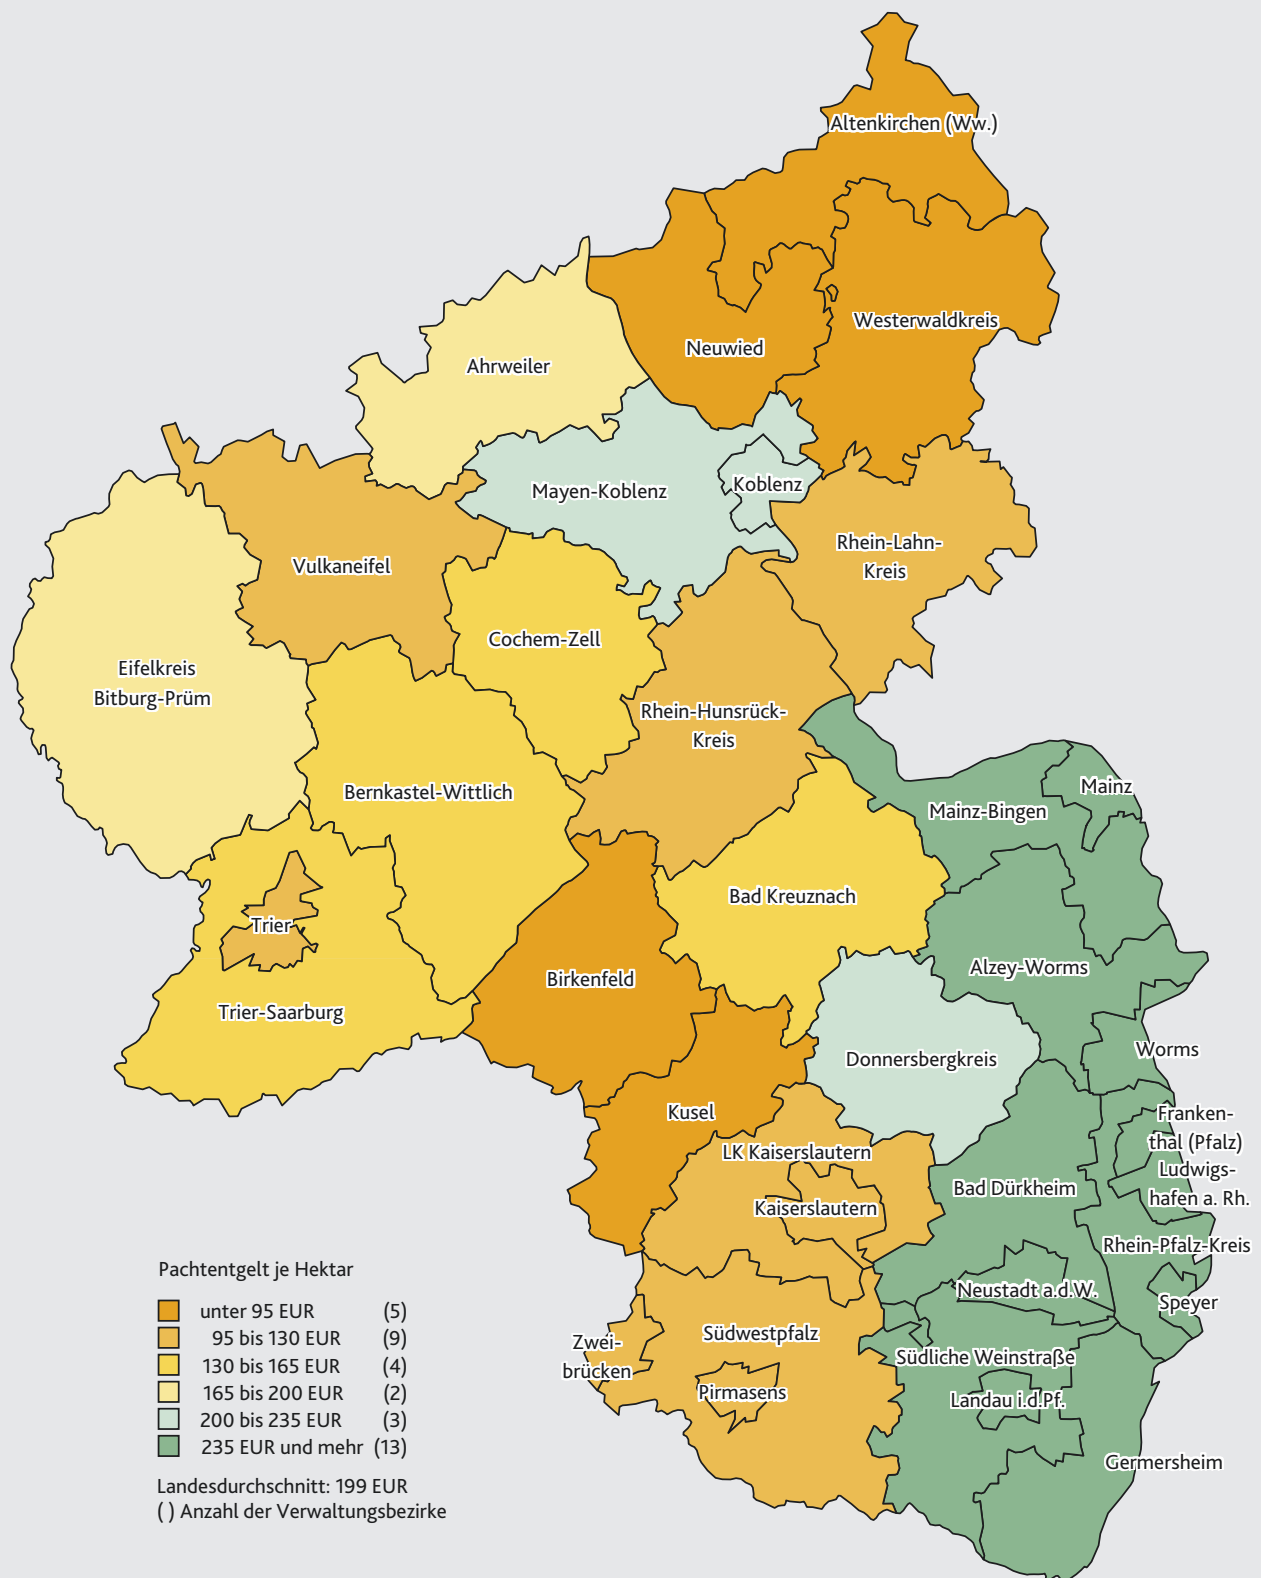 Altenkirchen (Ww.)
Westerwaldkreis
Neuwied
Ahrweiler
Mayen-Koblenz
Koblenz
Rhein-Lahn-
Kreis
Vulkaneifel
Cochem-Zell
Eifelkreis
Bitburg-Prüm
Rhein-Hunsrück-
Kreis
Bernkastel-Wittlich
Mainz
Mainz-Bingen
Bad Kreuznach
Trier
Alzey-Worms
Birkenfeld
Trier-Saarburg
Donnersbergkreis
Worms
Kusel
Franken-
thal (Pfalz)
LK Kaiserslautern
Ludwigs-
hafen a. Rh.
Bad Dürkheim
Kaiserslautern
Rhein-Pfalz-Kreis
Neustadt a.d.W.
Speyer
Südwestpfalz
Zwei-
brücken
Südliche Weinstraße
Pirmasens
Landau i.d.Pf.
Germersheim
Pachtentgelt je Hektar
unter 95 EUR (5)
95 bis 130 EUR (9)
130 bis 165 EUR (4)
165 bis 200 EUR (2)
200 bis 235 EUR (3)
235 EUR und mehr (13)
Landesdurchschnitt: 199 EUR
( ) Anzahl der Verwaltungsbezirke